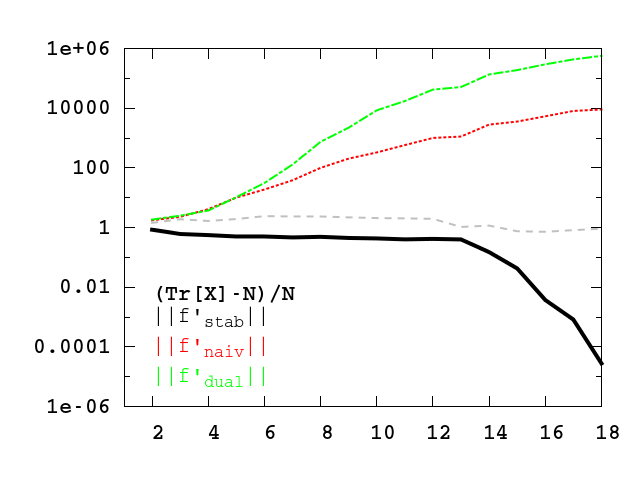 1e+06
10000
100
1
0.01
0.0001
1e-06
(Tr[X]-N)/N
||f'stab||
||f'naiv||
||f'dual||
2 4 6 8 10 12 14 16 18